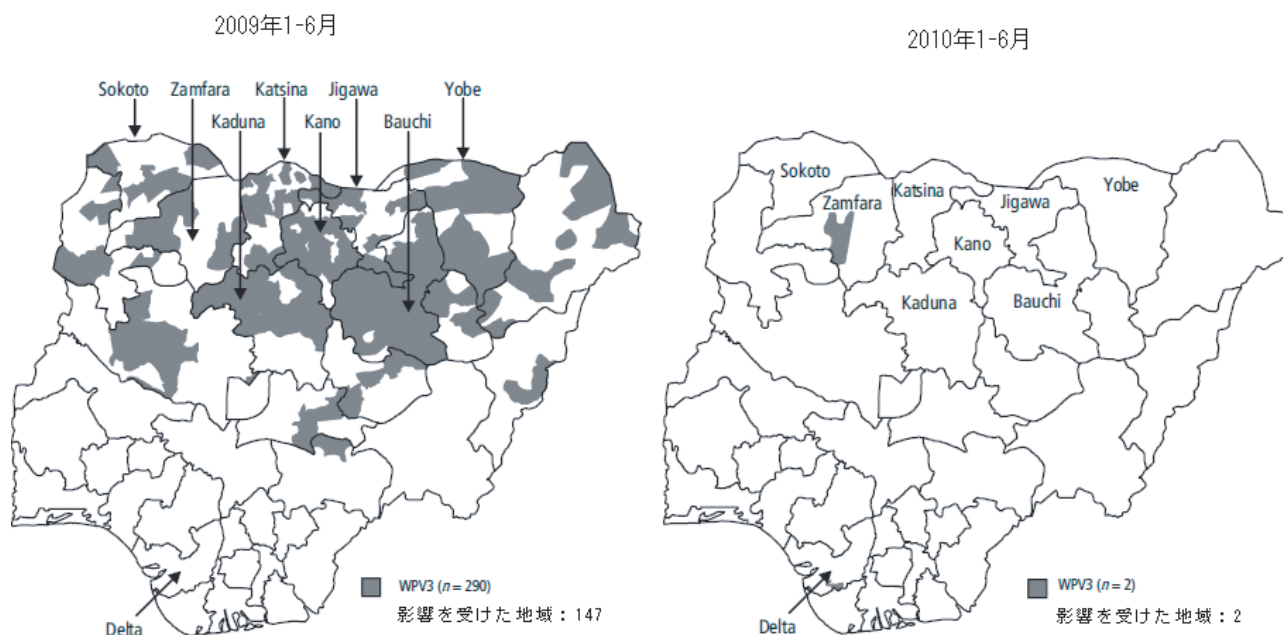 2009年1-6月
Sokoto Zamfara Katsina Jigawa Yobe
Kaduna Kano Bauchi
Delta
WPV3 (n = 290)
影響を受けた地域：147
2010年1-6月
Sokoto
Zamfara
Katsina
Jigawa
Yobe
Kano
Kaduna
Bauchi
Delta
WPV3 (n = 2)
影響を受けた地域：2